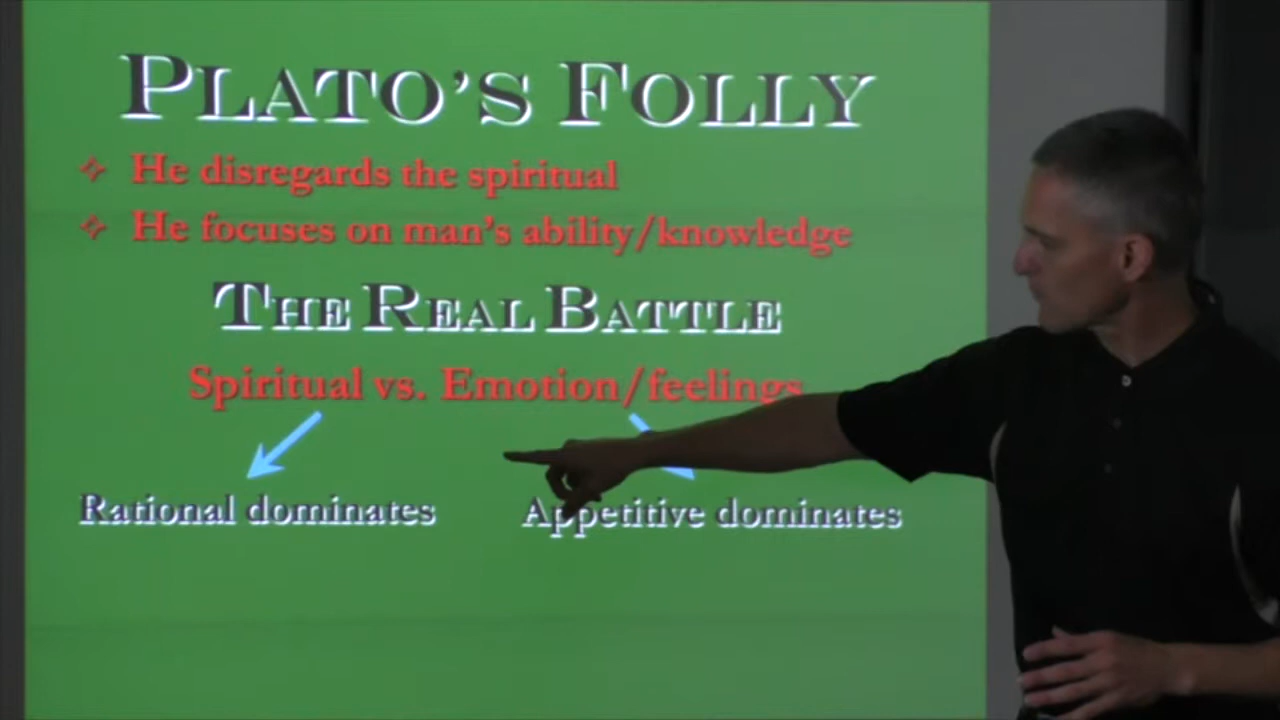 PLATO'S FOLLY
He disregards the spiritual
He focuses on man's ability/knowledge
THE REAL BATTLE
Spiritual vs. Emotion/feelings
Rational dominates
Appetitive dominates